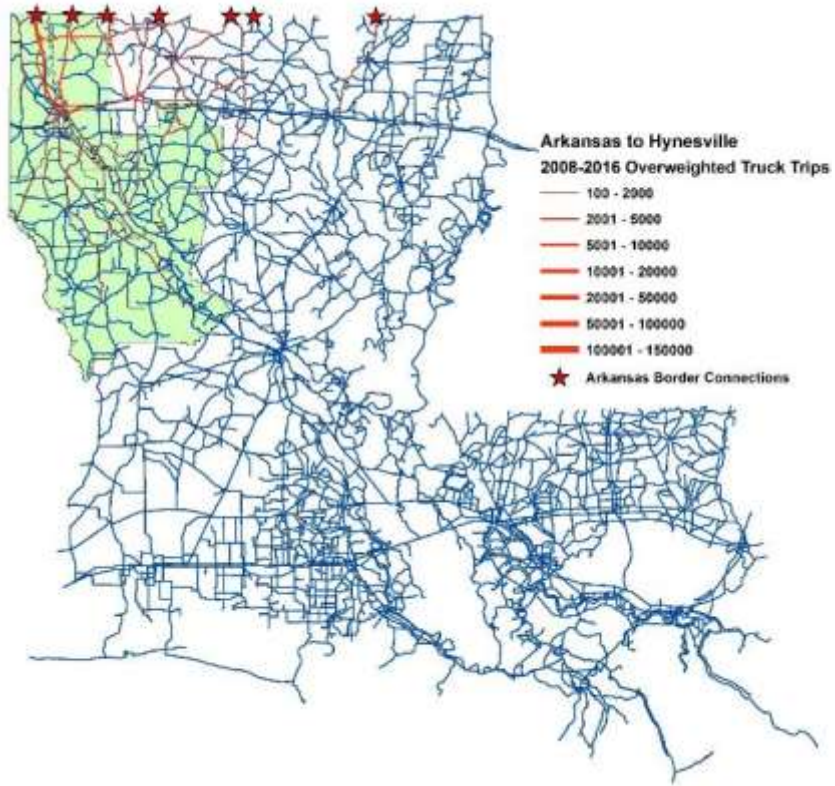 Arkansas to Hynesville
2008-2016 Overweighted Truck Trips
100 - 2000
2001 - 5000
5001 - 10000
10001 - 20000
20001 - 50000
50001 - 100000
100001 - 150000
Arkansas Border Connections